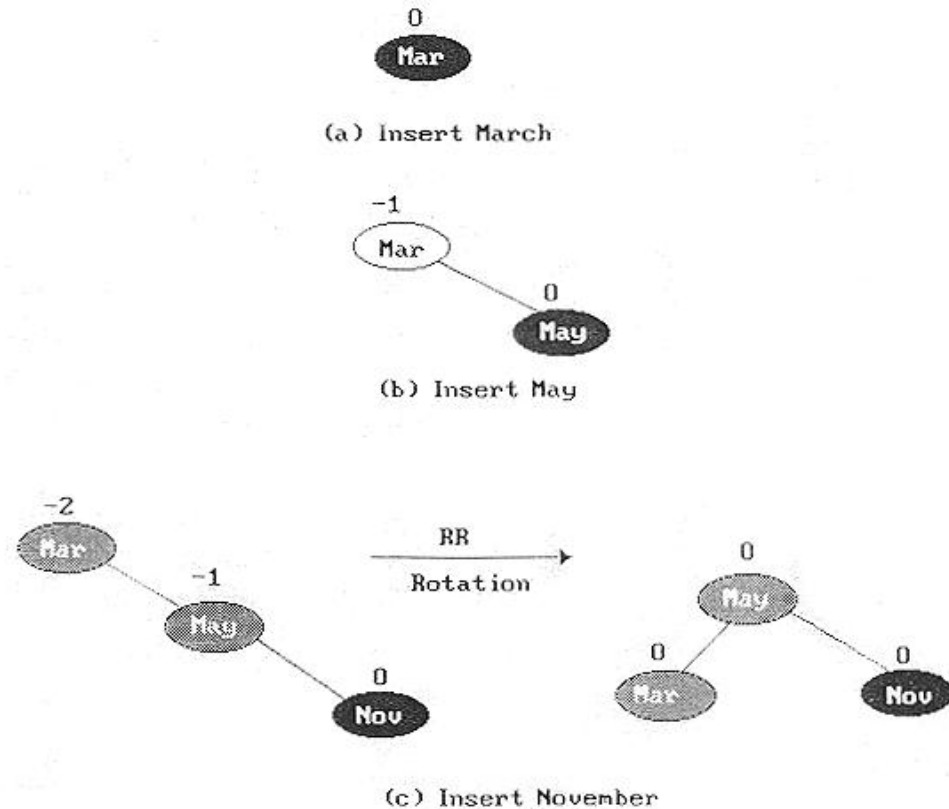 0
Mar
(a) Insert March
-1
Mar
0
May
(b) Insert May
-2
Mar
-1
May
0
Nov
RR
Rotation
0
May
0
Mar
0
Nov
(c) Insert November